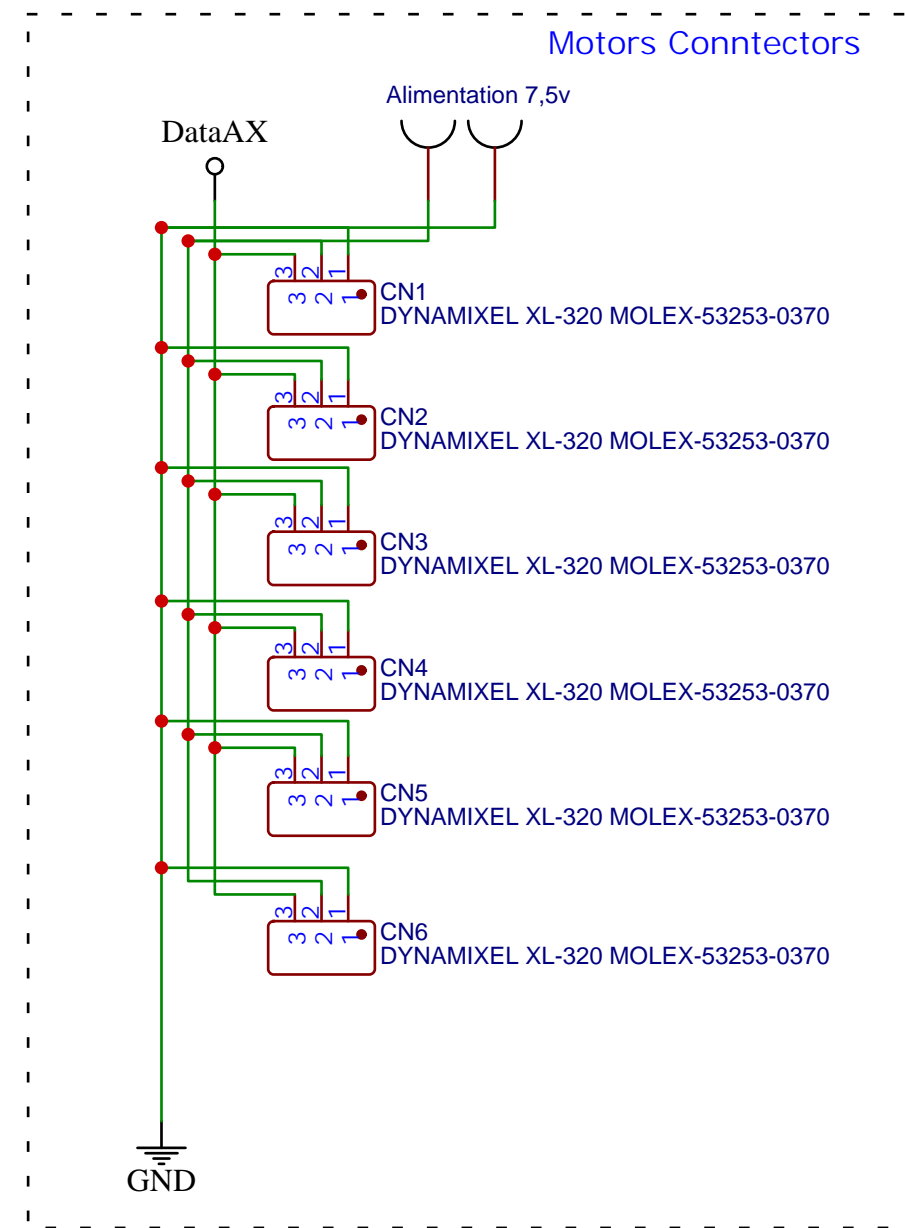 Motors Conntectors
Alimentation 7,5v
DataAX
3 2 1
3 2 1
CN1
DYNAMIXEL XL-320 MOLEX-53253-0370
3 2 1
3 2 1
CN2
DYNAMIXEL XL-320 MOLEX-53253-0370
3 2 1
3 2 1
CN3
DYNAMIXEL XL-320 MOLEX-53253-0370
3 2 1
3 2 1
CN4
DYNAMIXEL XL-320 MOLEX-53253-0370
3 2 1
3 2 1
CN5
DYNAMIXEL XL-320 MOLEX-53253-0370
3 2 1
3 2 1
CN6
DYNAMIXEL XL-320 MOLEX-53253-0370
GND